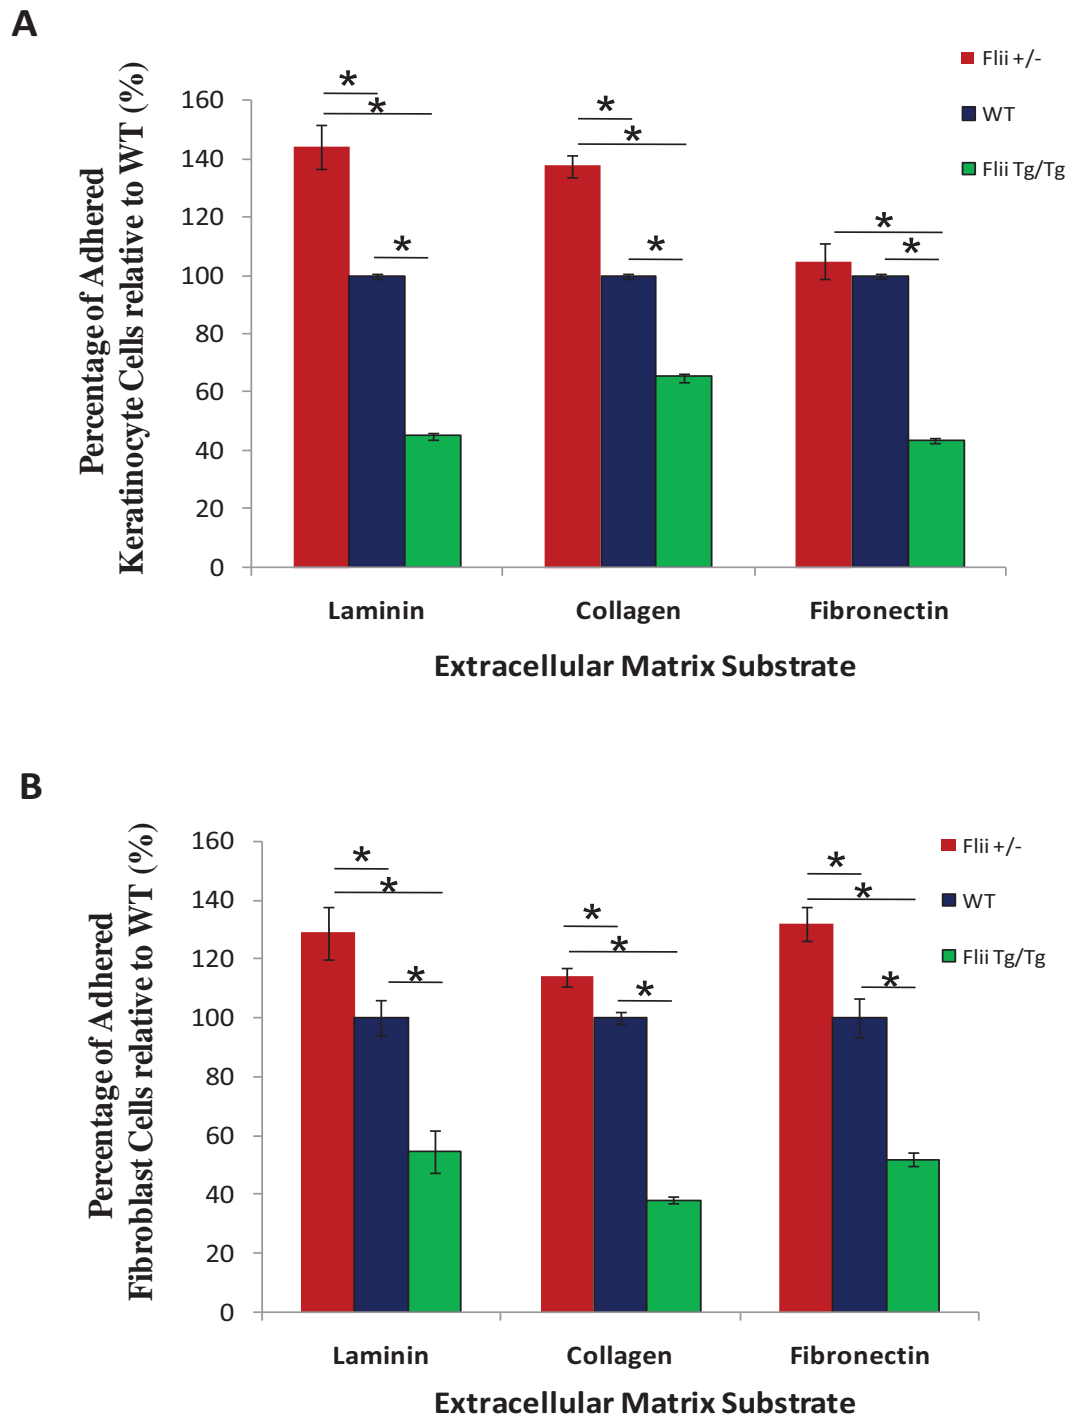 A
Percentage of Adhered
Keratinocyte Cells relative to WT (%)
160
140
120
100
80
60
40
20
0
*
*
*
*
*
*
*
*
Flii +/-
WT
Flii Tg/Tg
Laminin
Collagen
Fibronectin
Extracellular Matrix Substrate
B
Percentage of Adhered
Fibroblast Cells relative to WT (%)
160
140
120
100
80
60
40
20
0
*
*
*
*
*
*
*
*
*
Flii +/-
WT
Flii Tg/Tg
Laminin
Collagen
Fibronectin
Extracellular Matrix Substrate